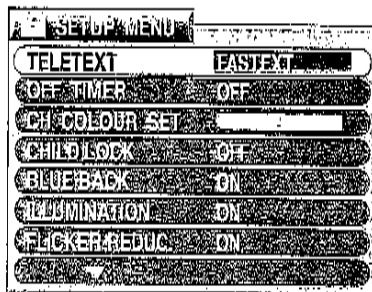 SETUP MENU
TELETEXT FASTEXT
OFF TIMER OFF
CH. COLOUR SET
CHILD LOCK OFF
BLUE BACK ON
ILLUMINATION ON
FLICKER REDUC. ON